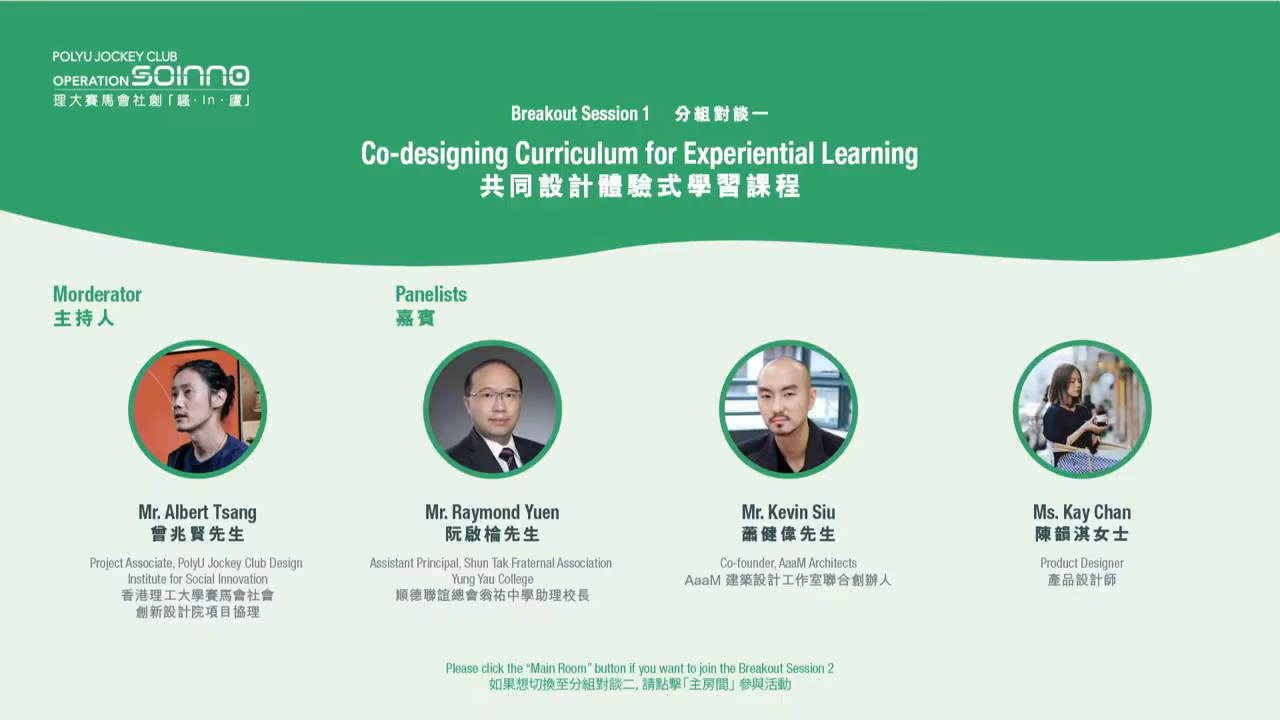 POLYU JOCKEY CLUB
OPERATION SOINNO
理大賽馬會社創「騷·In·廬」
Breakout Session 1 分組對談一
Co-designing Curriculum for Experiential Learning
共同設計體驗式學習課程
Morderator
主持人
Panelists
嘉賓
Mr. Albert Tsang
曾兆賢先生
Project Associate, PolyU Jockey Club Design
Institute for Social Innovation
香港理工大學賽馬會社會
創新設計院項目協理
Mr. Raymond Yuen
阮啟樀先生
Assistant Principal, Shun Tak Fraternal Association
Yung Yau College
順德聯誼總會翁祐中學助理校長
Mr. Kevin Siu
蕭健偉先生
Co-founder, AaaM Architects
AaaM 建築設計工作室聯合創辦人
Ms. Kay Chan
陳韻淇女士
Product Designer
產品設計師
Please click the “Main Room” button if you want to join the Breakout Session 2
如果想切換至分組對談二, 請點擊「主房間」 參與活動